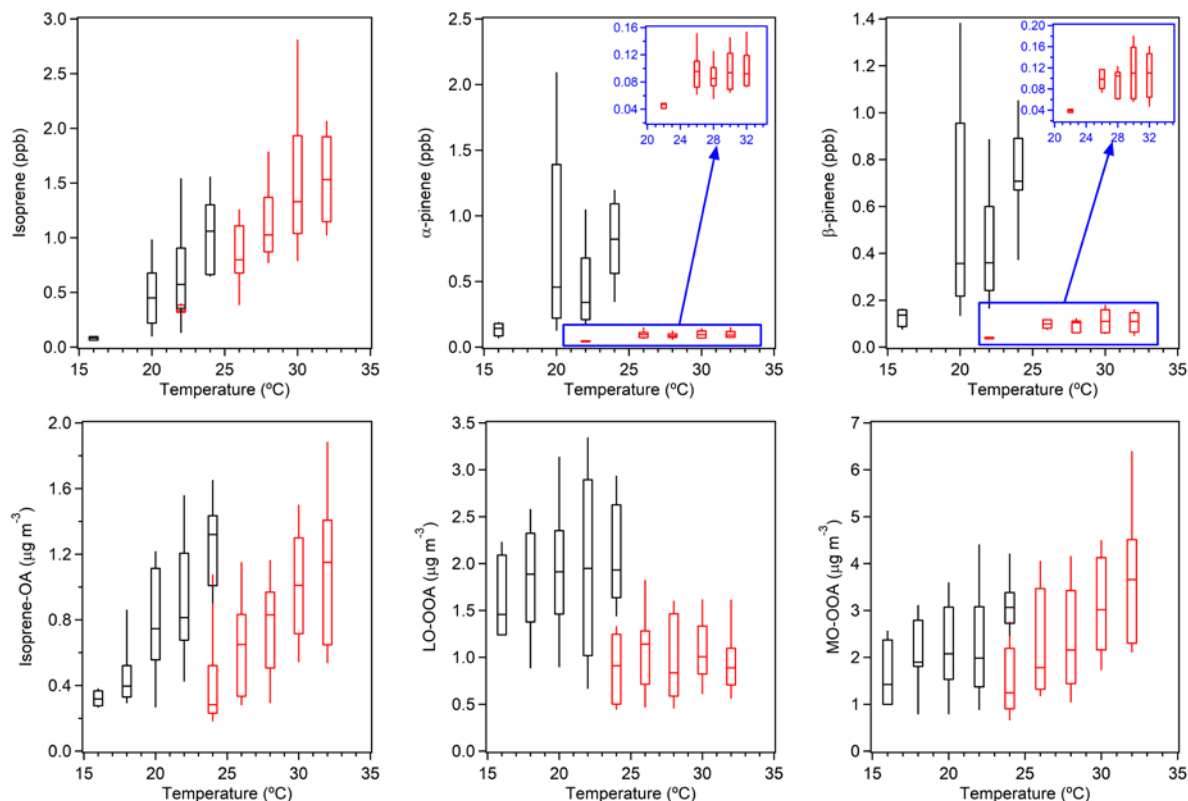 3.0
2.5
2.0
1.5
1.0
0.5
0.0
Isoprene (ppb)
15 20 25 30 35
Temperature (ºC)
2.5
2.0
1.5
1.0
0.5
0.0
α-pinene (ppb)
15 20 25 30 35
Temperature (ºC)
0.16
0.12
0.08
0.04
20 24 28 32
1.4
1.2
1.0
0.8
0.6
0.4
0.2
0.0
β-pinene (ppb)
15 20 25 30 35
Temperature (ºC)
0.20
0.16
0.12
0.08
0.04
20 24 28 32
2.0
1.6
1.2
0.8
0.4
0.0
Isoprene-OA (µg m⁻³)
15 20 25 30 35
Temperature (ºC)
3.5
3.0
2.5
2.0
1.5
1.0
0.5
0.0
LO-OOA (µg m⁻³)
15 20 25 30 35
Temperature (ºC)
7
6
5
4
3
2
1
0
MO-OOA (µg m⁻³)
15 20 25 30 35
Temperature (ºC)